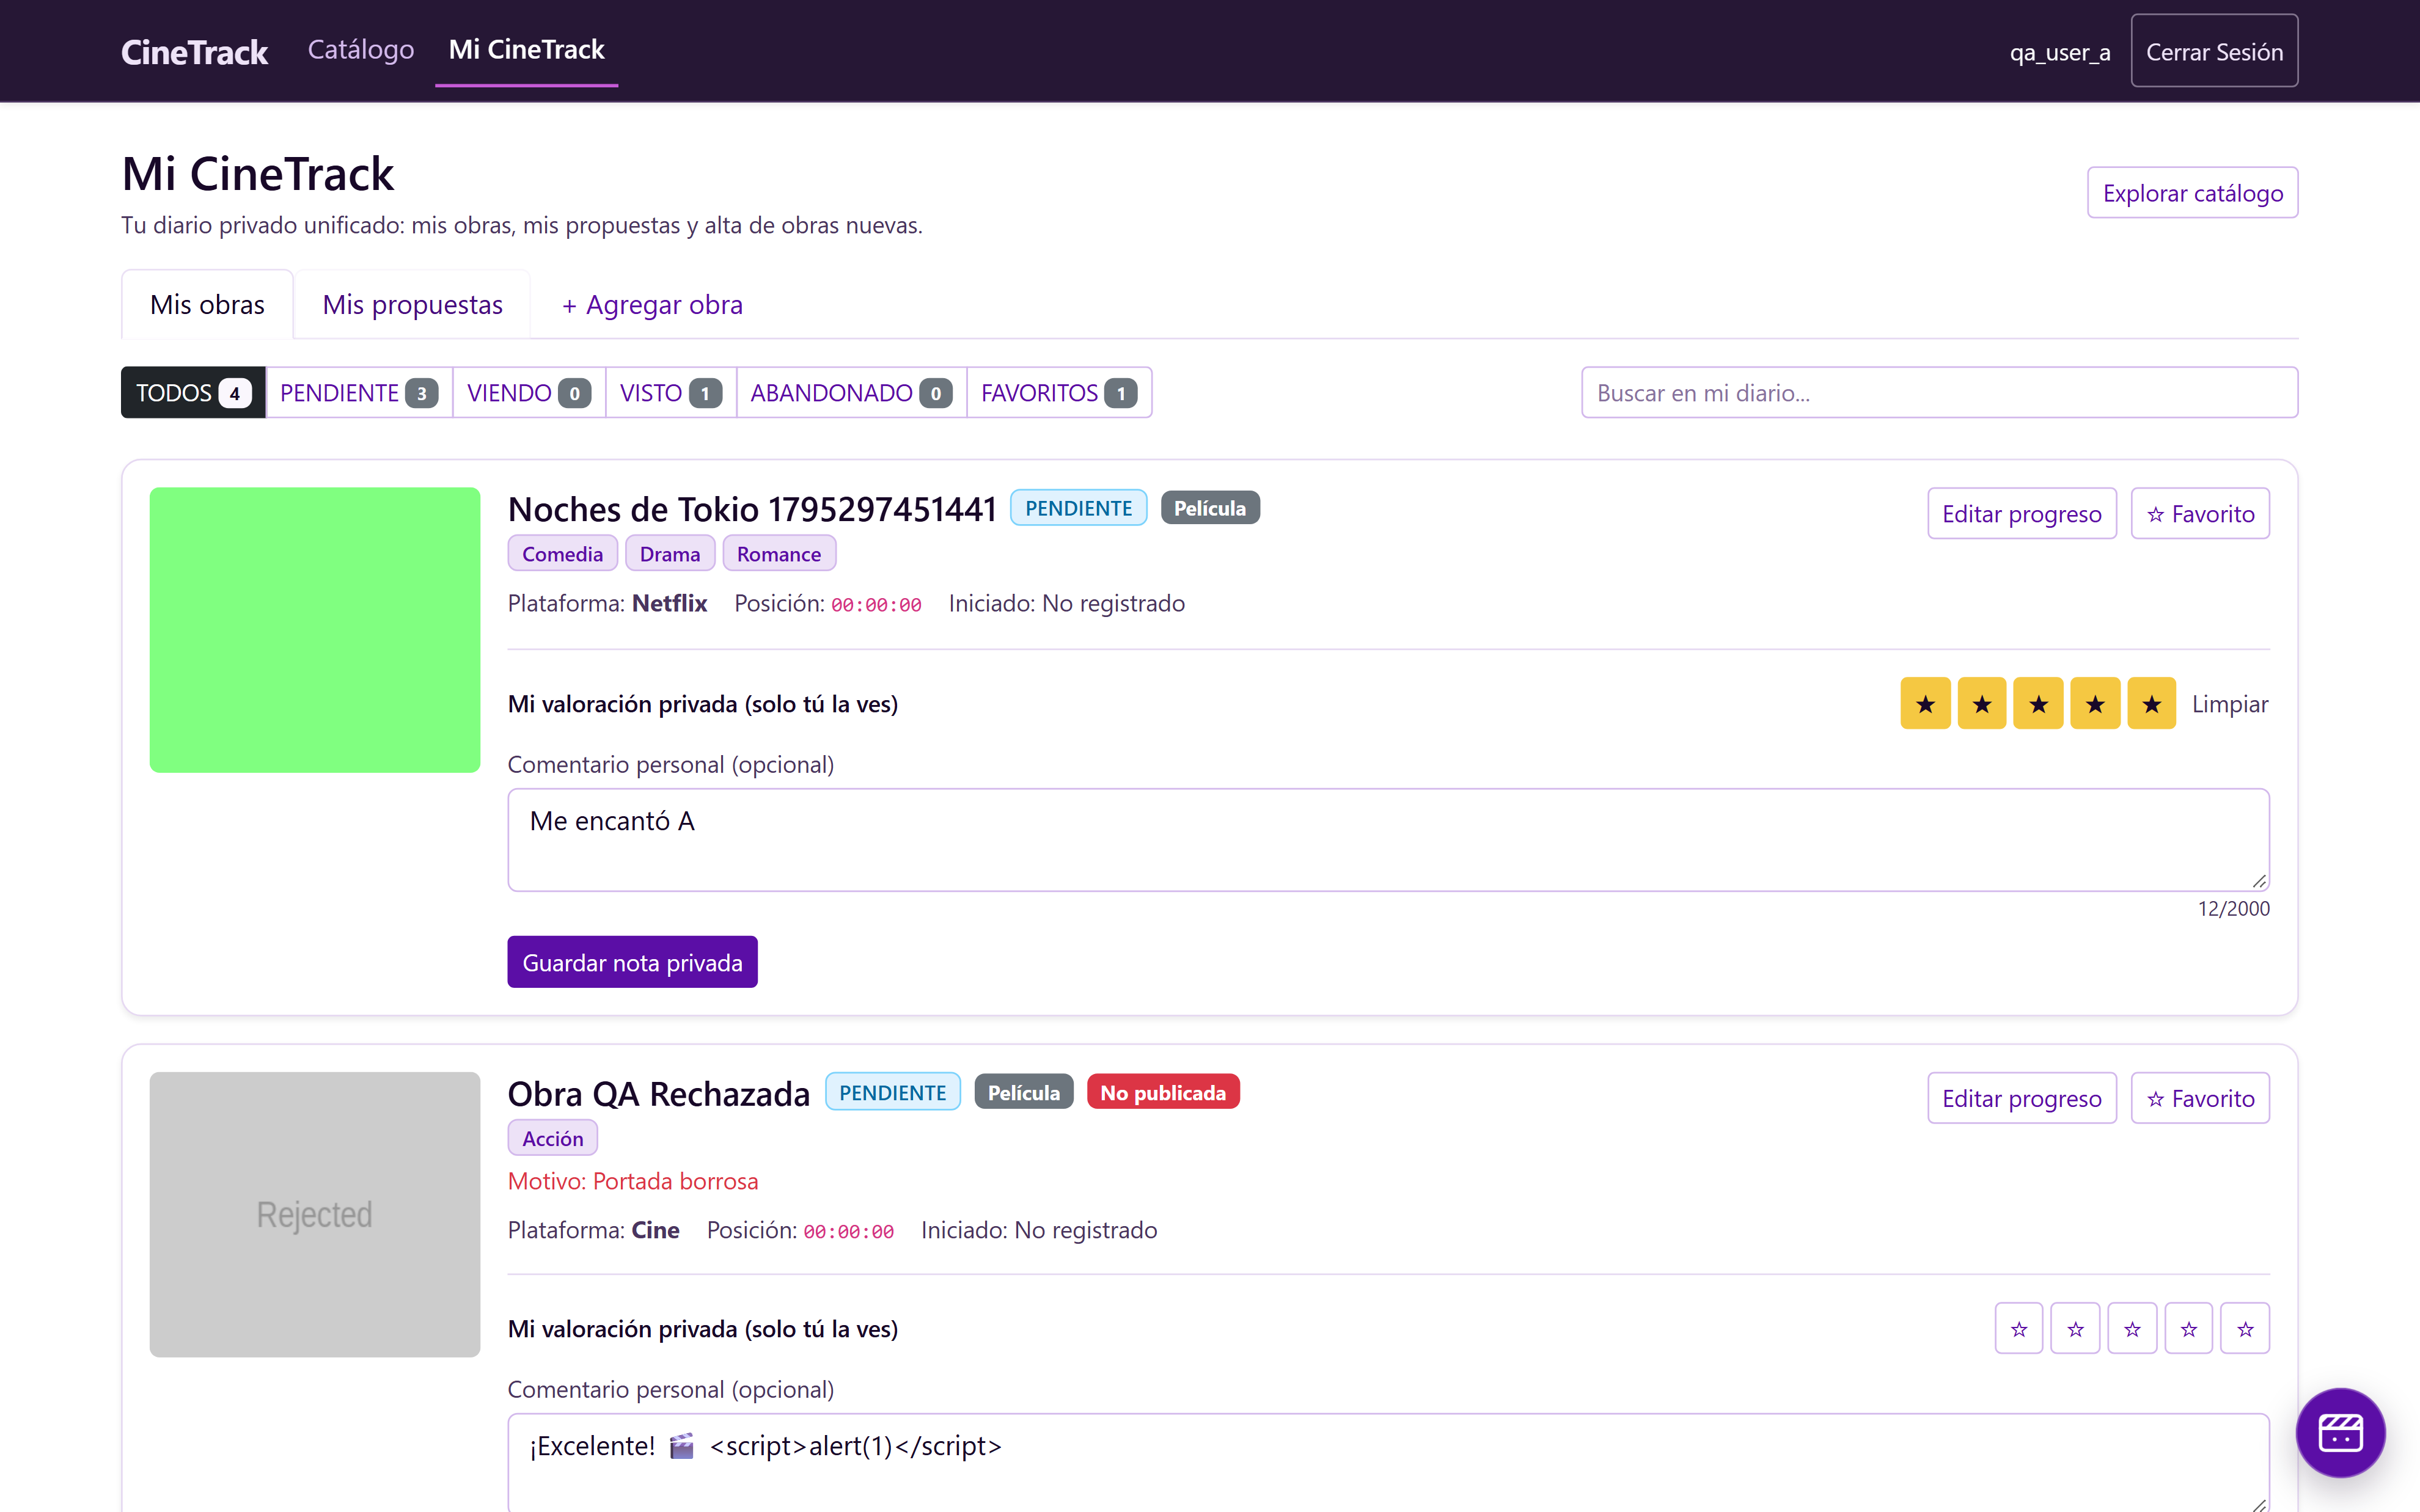 CineTrack Catálogo Mi CineTrack qa_user_a Cerrar Sesión
Mi CineTrack
Explorar catálogo
Tu diario privado unificado: mis obras, mis propuestas y alta de obras nuevas.
Mis obras Mis propuestas + Agregar obra
TODOS 4 PENDIENTE 3 VIENDO 0 VISTO 1 ABANDONADO 0 FAVORITOS 1 Buscar en mi diario...
Noches de Tokio 1795297451441 PENDIENTE Película Editar progreso ☆ Favorito
Comedia Drama Romance
Plataforma: Netflix Posición: 00:00:00 Iniciado: No registrado
Mi valoración privada (solo tú la ves) ★ ★ ★ ★ ★ Limpiar
Comentario personal (opcional)
Me encantó A
12/2000
Guardar nota privada
Obra QA Rechazada PENDIENTE Película No publicada Editar progreso ☆ Favorito
Acción
Motivo: Portada borrosa
Rejected
Plataforma: Cine Posición: 00:00:00 Iniciado: No registrado
Mi valoración privada (solo tú la ves) ☆ ☆ ☆ ☆ ☆
Comentario personal (opcional)
¡Excelente! 🎬 <script>alert(1)</script>